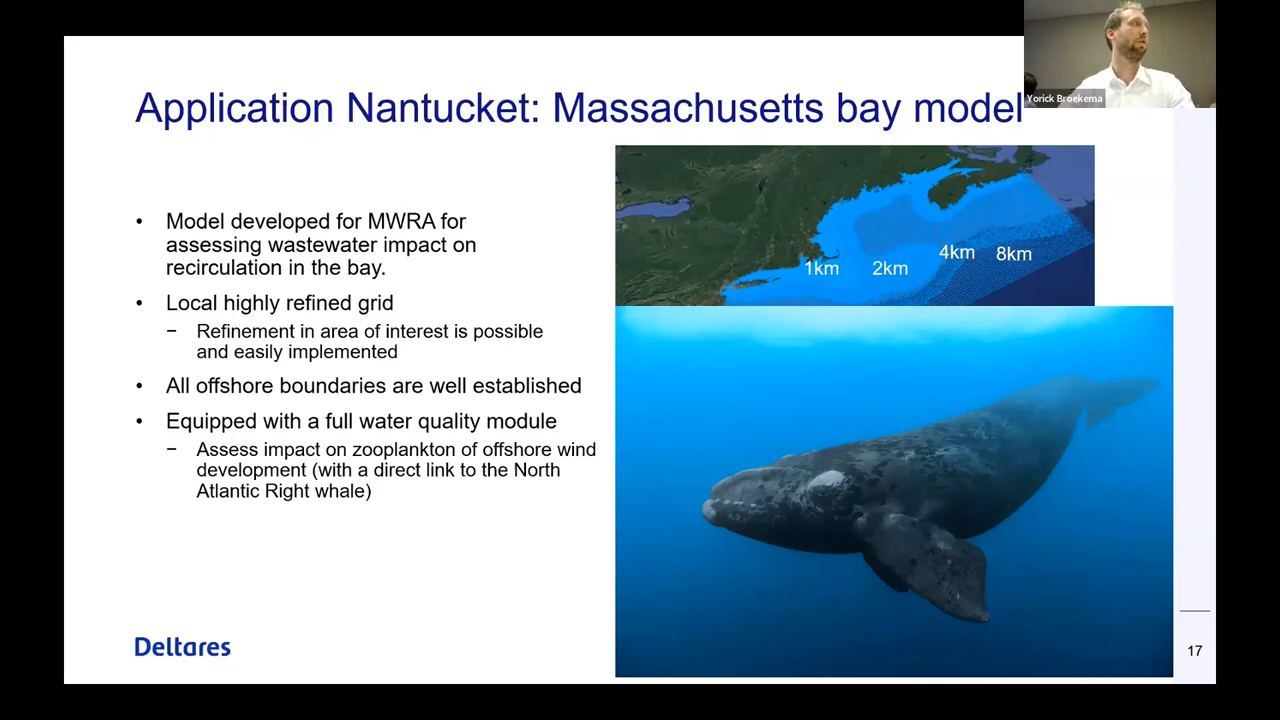 Yorick Broekema
Application Nantucket: Massachusetts bay model
• Model developed for MWRA for
assessing wastewater impact on
recirculation in the bay.
• Local highly refined grid
− Refinement in area of interest is possible
and easily implemented
• All offshore boundaries are well established
• Equipped with a full water quality module
− Assess impact on zooplankton of offshore wind
development (with a direct link to the North
Atlantic Right whale)
1km 2km 4km 8km
Deltares
17